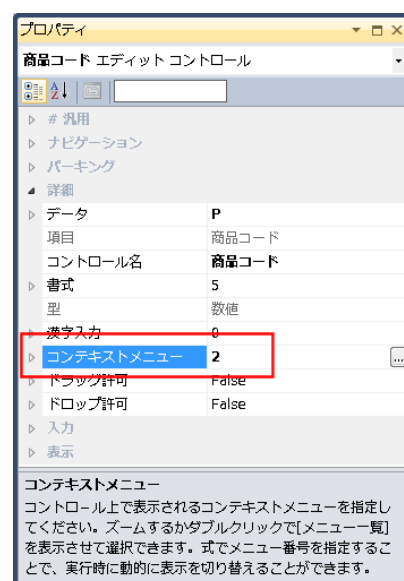 プロパティ
商品コード エディット コントロール
# 汎用
ナビゲーション
パーキング
詳細
データ P
項目 商品コード
コントロール名 商品コード
書式 5
型 数値
漢字入力 0
コンテキストメニュー 2 ...
ドラッグ許可 False
ドロップ許可 False
入力
表示
コンテキストメニュー
コントロール上で表示されるコンテキストメニューを指定し
てください。ズームするかダブルクリックで[メニュー一覧]
を表示させて選択できます。式でメニュー番号を指定するこ
とで、実行時に動的に表示を切り替えることができます。